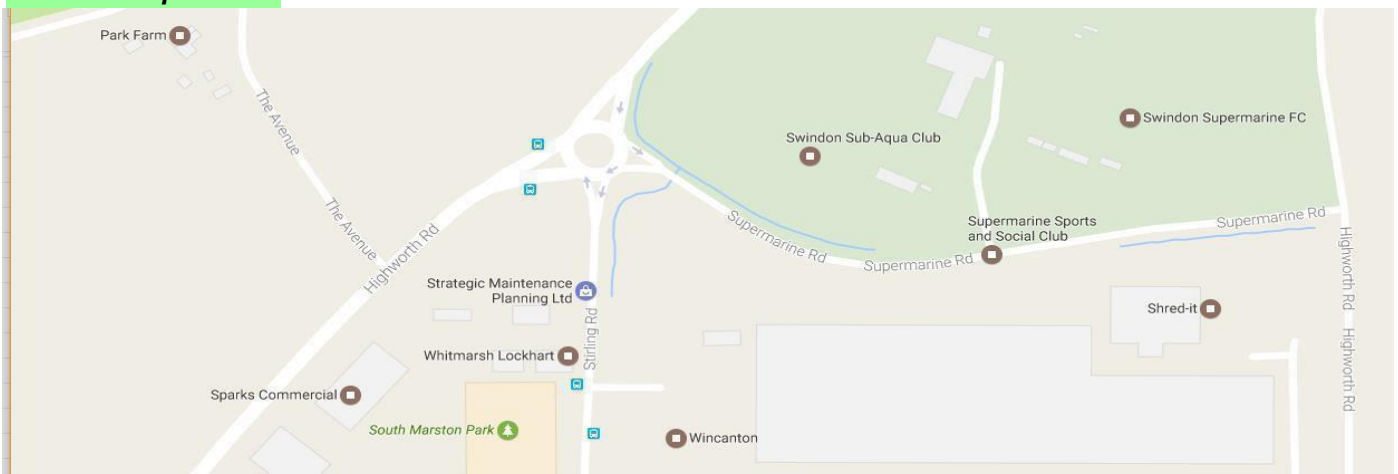 Park Farm
The Avenue
The Avenue
Highworth Rd
Swindon Sub-Aqua Club
Swindon Supermarine FC
Supermarine Rd
Supermarine Rd
Supermarine Sports
and Social Club
Supermarine Rd
Highworth Rd
Highworth Rd
Strategic Maintenance
Planning Ltd
Stirling Rd
Whitmarsh Lockhart
Shred-it
Sparks Commercial
South Marston Park
Wincanton